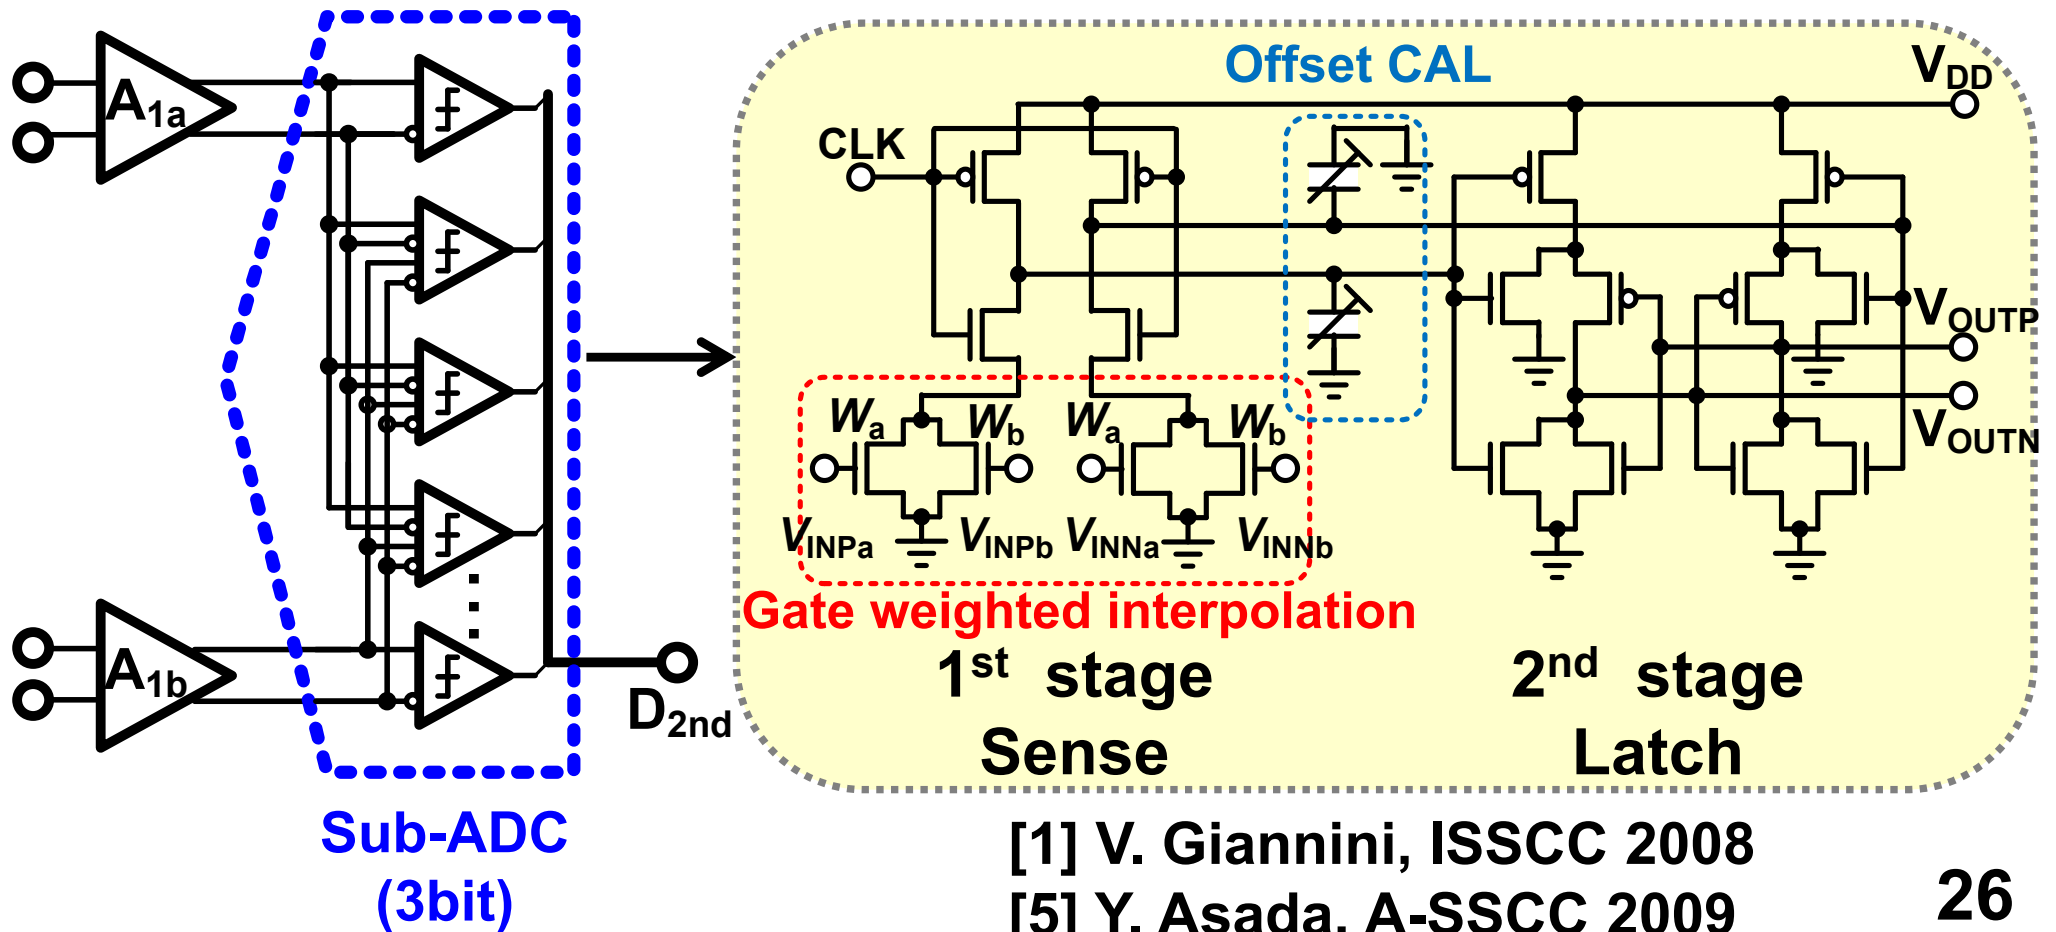 A1a
A1b
Sub-ADC
(3bit)
D2nd
Offset CAL
VDD
CLK
VOUTP
VOUTN
Wa Wb Wa Wb
VINPa VINPb VINNa VINNb
Gate weighted interpolation
1st stage
Sense
2nd stage
Latch
[1] V. Giannini, ISSCC 2008
[5] Y. Asada, A-SSCC 2009
26